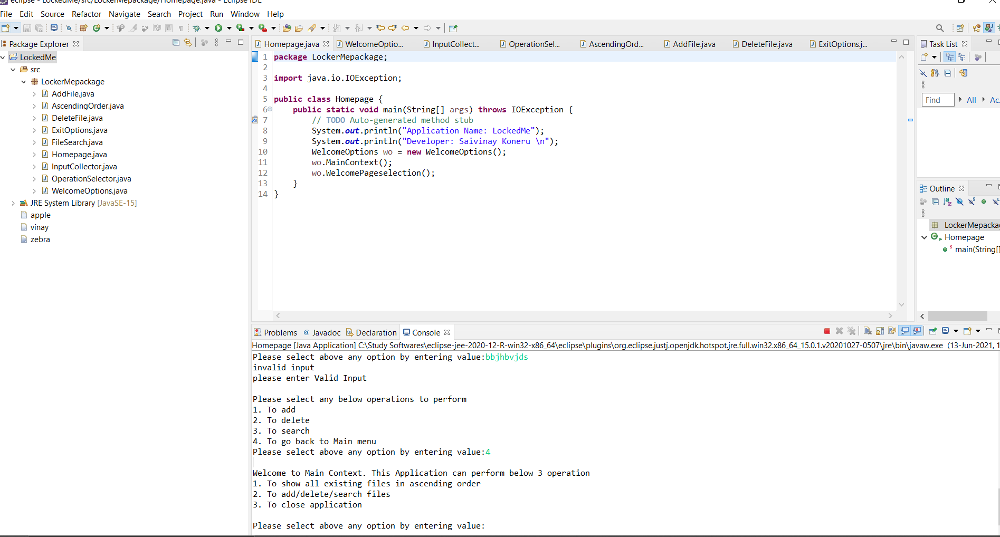 eclipse - LockedMe/src/LockerMepackage/Homepage.java - Eclipse IDE
File Edit Source Refactor Navigate Search Project Run Window Help
Package Explorer
LockedMe
src
LockerMepackage
AddFile.java
AscendingOrder.java
DeleteFile.java
ExitOptions.java
FileSearch.java
Homepage.java
InputCollector.java
OperationSelector.java
WelcomeOptions.java
JRE System Library [JavaSE-15]
apple
vinay
zebra
Homepage.java WelcomeOptio... InputCollect... OperationSel... AscendingOrd... AddFile.java DeleteFile.java ExitOptions.j...
1 package LockerMepackage;
2
3 import java.io.IOException;
4
5 public class Homepage {
6 public static void main(String[] args) throws IOException {
7 // TODO Auto-generated method stub
8 System.out.println("Application Name: LockedMe");
9 System.out.println("Developer: Saivinay Koneru \n");
10 WelcomeOptions wo = new WelcomeOptions();
11 wo.MainContext();
12 wo.WelcomePageselection();
13 }
14 }
Task List
Find All Ac
Outline
LockerMepacka
Homepage
main(String[]
Problems @ Javadoc Declaration Console
Homepage [Java Application] C:\Study Softwares\eclipse-jee-2020-12-R-win32-x86_64\eclipse\plugins\org.eclipse.justj.openjdk.hotspot.jre.full.win32.x86_64_15.0.1.v20201027-0507\jre\bin\javaw.exe (13-Jun-2021, 1
Please select above any option by entering value:bbjhbvjds
invalid input
please enter Valid Input
Please select any below operations to perform
1. To add
2. To delete
3. To search
4. To go back to Main menu
Please select above any option by entering value:4
Welcome to Main Context. This Application can perform below 3 operation
1. To show all existing files in ascending order
2. To add/delete/search files
3. To close application
Please select above any option by entering value: